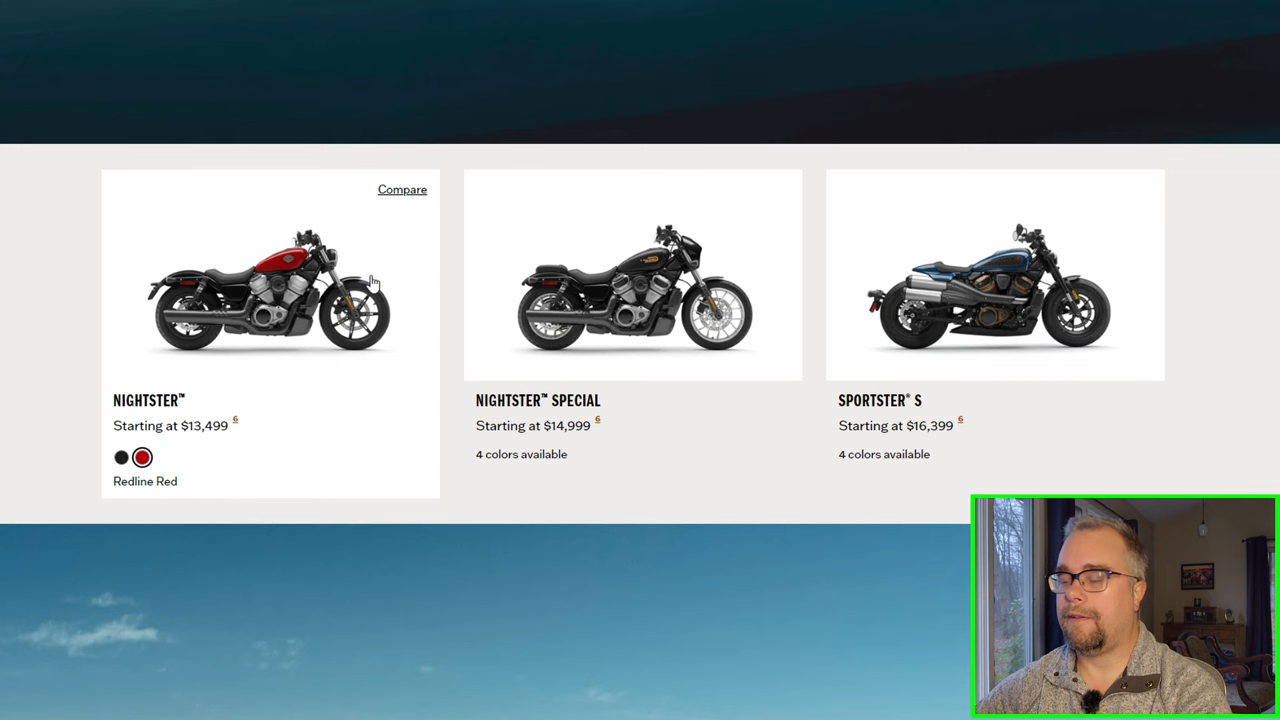 Compare
NIGHTSTER™
Starting at $13,499 6
Redline Red
NIGHTSTER™ SPECIAL
Starting at $14,999 6
4 colors available
SPORTSTER® S
Starting at $16,399 6
4 colors available